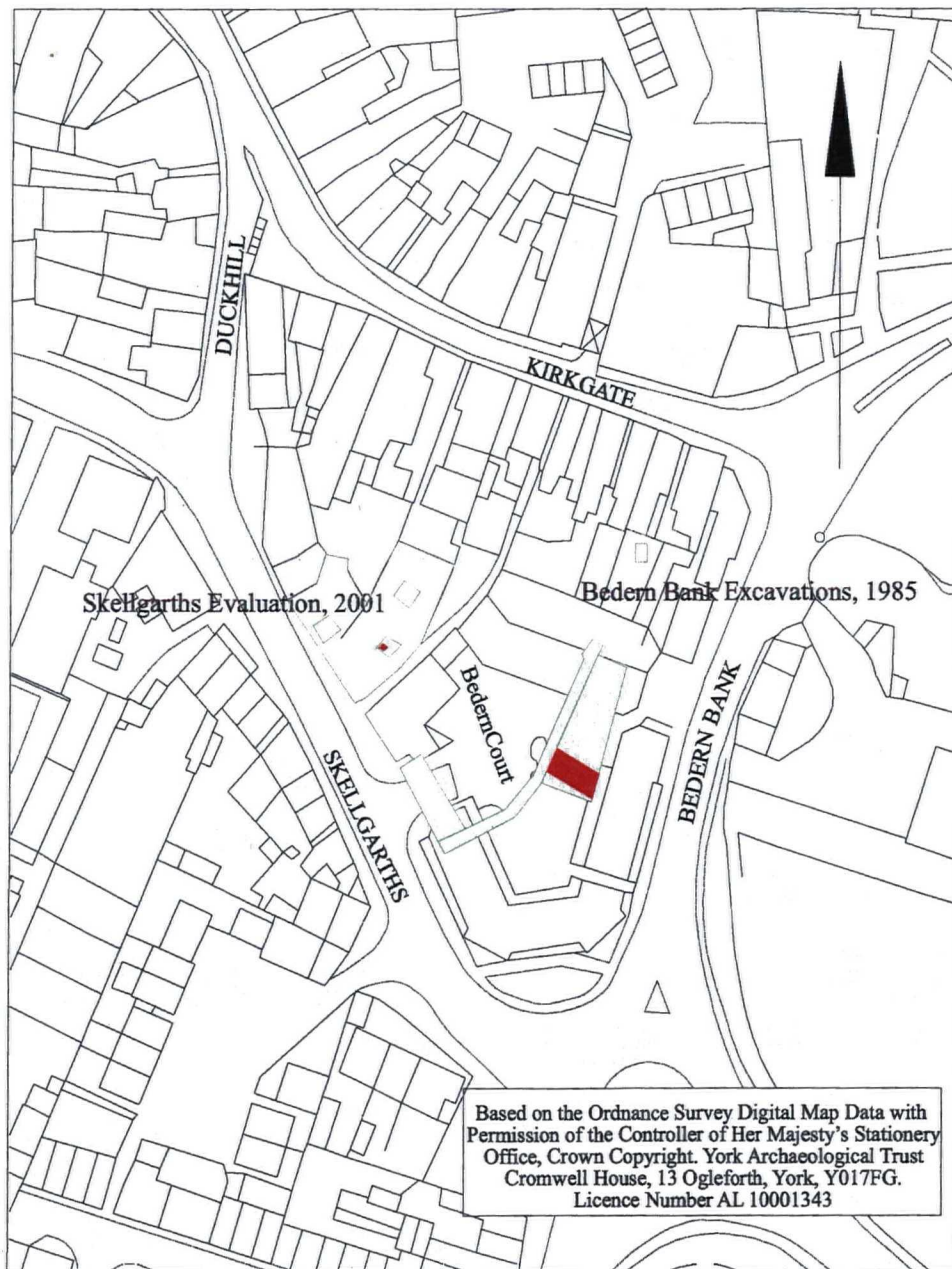 DUCKHILL
KIRKGATE
Skellgarths Evaluation, 2001
Bedern Bank Excavations, 1985
BedernCourt
BEDERN BANK
SKELLGARTHS
Based on the Ordnance Survey Digital Map Data with
Permission of the Controller of Her Majesty's Stationery
Office, Crown Copyright. York Archaeological Trust
Cromwell House, 13 Ogleforth, York, Y017FG.
Licence Number AL 10001343